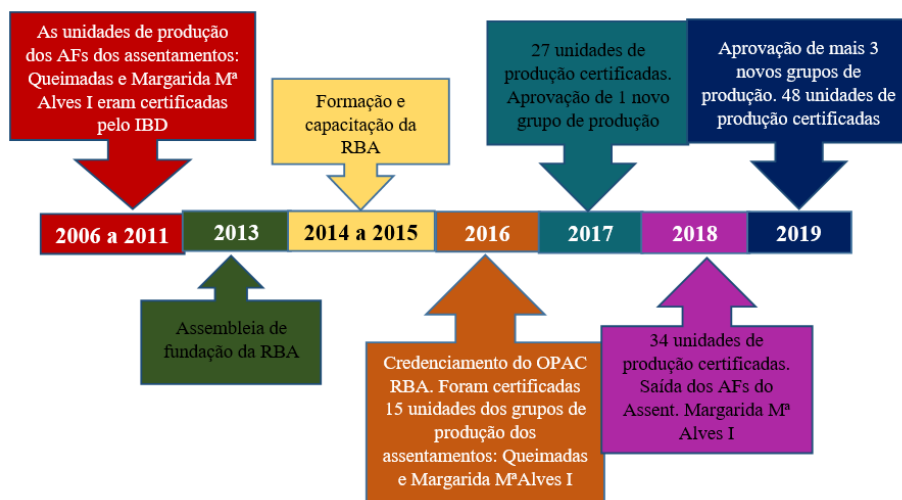 As unidades de produção
dos AFs dos assentamentos:
Queimadas e Margarida Mª
Alves I eram certificadas
pelo IBD
Formação e
capacitação da
RBA
27 unidades de
produção certificadas.
Aprovação de 1 novo
grupo de produção
Aprovação de mais 3
novos grupos de
produção. 48 unidades de
produção certificadas
2006 a 2011
2013
2014 a 2015
2016
2017
2018
2019
Assembleia de
fundação da RBA
Credenciamento do OPAC
RBA. Foram certificadas
15 unidades dos grupos de
produção dos
assentamentos: Queimadas
e Margarida MªAlves I
34 unidades de
produção certificadas.
Saída dos AFs do
Assent. Margarida Mª
Alves I